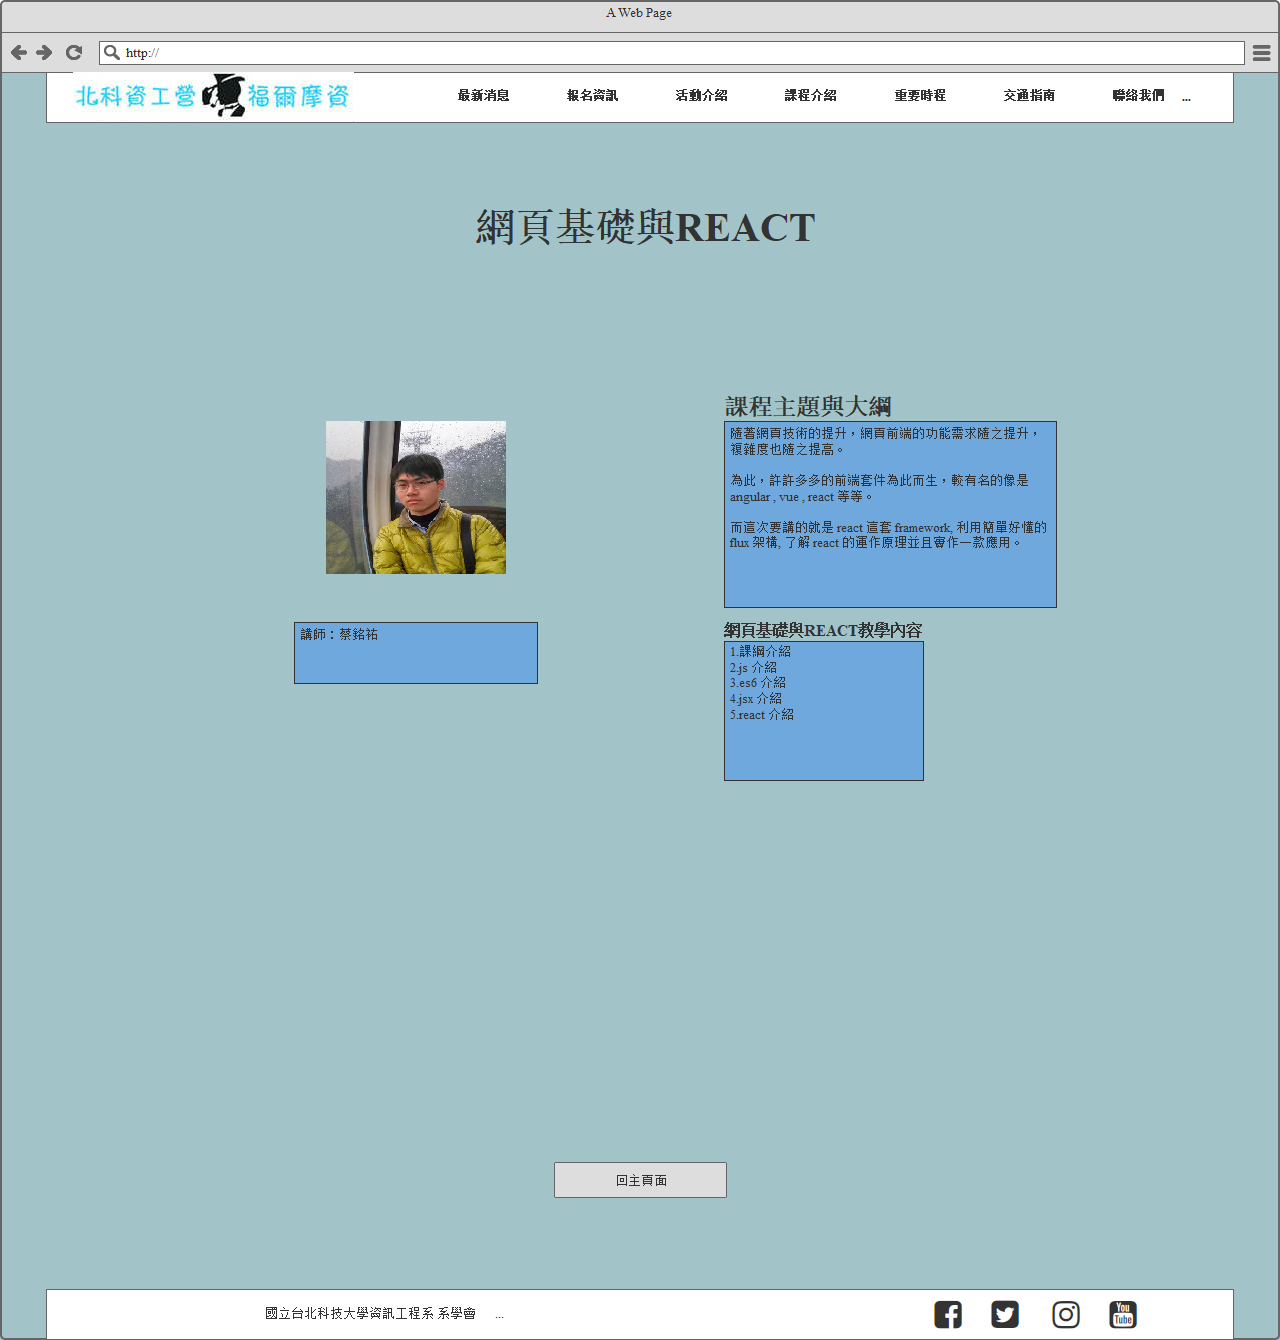 A Web Page
http://
北科資工營 福爾摩資
最新消息 報名資訊 活動介紹 課程介紹 重要時程 交通指南 聯絡我們 ...
網頁基礎與REACT
講師：蔡銘祐
課程主題與大綱
隨著網頁技術的提升，網頁前端的功能需求隨之提升，
複雜度也隨之提高。
為此，許許多多的前端套件為此而生，較有名的像是
angular , vue , react 等等。
而這次要講的就是 react 這套 framework, 利用簡單好懂的
flux 架構, 了解 react 的運作原理並且實作一款應用。
網頁基礎與REACT教學內容
1.課綱介紹
2.js 介紹
3.es6 介紹
4.jsx 介紹
5.react 介紹
回主頁面
國立台北科技大學資訊工程系 系學會 ...
You
Tube